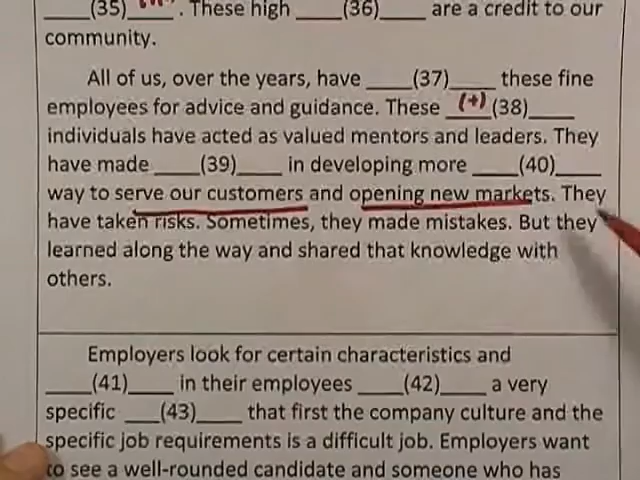 ____(35)____. These high ____(36)____ are a credit to our
community.
All of us, over the years, have ____(37)____ these fine
employees for advice and guidance. These _(+)_(38)____
individuals have acted as valued mentors and leaders. They
have made ____(39)____ in developing more ____(40)____
way to serve our customers and opening new markets. They
have taken risks. Sometimes, they made mistakes. But they
learned along the way and shared that knowledge with
others.
Employers look for certain characteristics and
____(41)____ in their employees ____(42)____ a very
specific ____(43)____ that first the company culture and the
specific job requirements is a difficult job. Employers want
to see a well-rounded candidate and someone who has